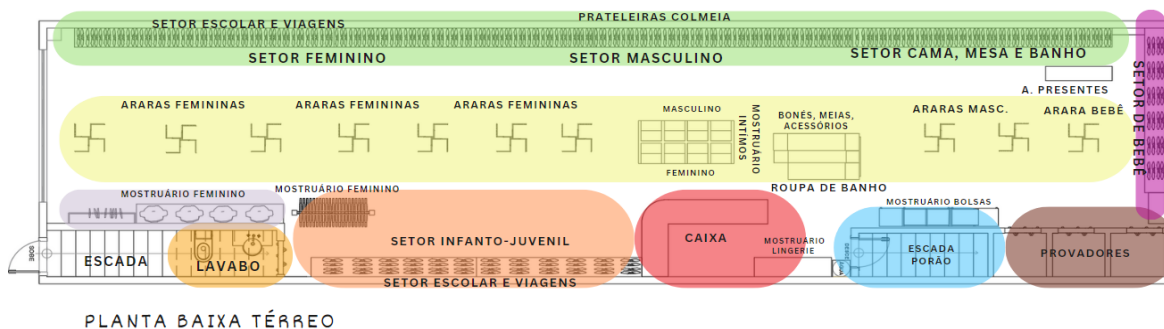 PRATELEIRAS COLMEIA
SETOR ESCOLAR E VIAGENS
SETOR FEMININO
SETOR MASCULINO
SETOR CAMA, MESA E BANHO
SETOR DE BEBÊ
A. PRESENTES
ARARAS FEMININAS
ARARAS FEMININAS
ARARAS FEMININAS
MASCULINO
MOSTRUÁRIO
INTÍMOS
FEMININO
BONÉS, MEIAS,
ACESSÓRIOS
ROUPA DE BANHO
ARARAS MASC.
ARARA BEBÊ
MOSTRUÁRIO FEMININO
MOSTRUÁRIO FEMININO
MOSTRUÁRIO BOLSAS
ESCADA
LAVABO
SETOR INFANTO-JUVENIL
SETOR ESCOLAR E VIAGENS
CAIXA
MOSTRUÁRIO
LINGERIE
ESCADA
PORÃO
PROVADORES
PLANTA BAIXA TÉRREO